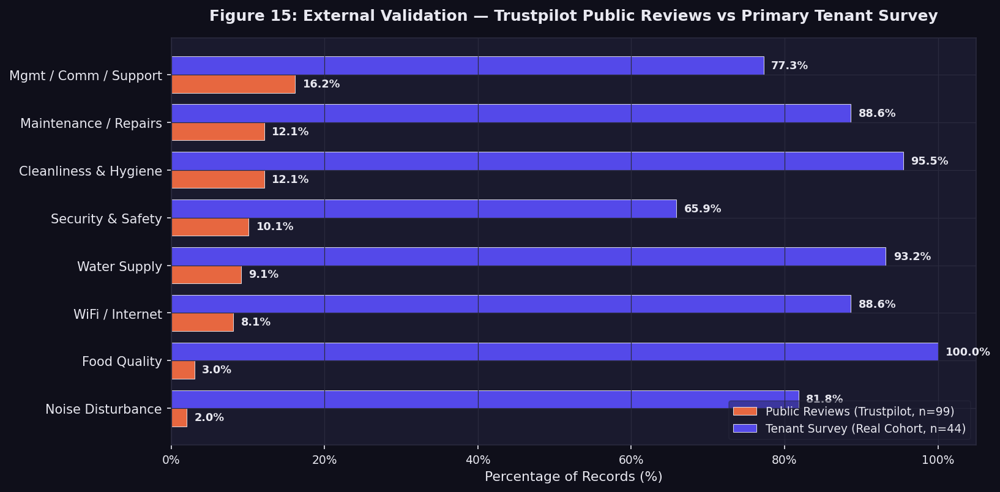 Figure 15: External Validation — Trustpilot Public Reviews vs Primary Tenant Survey
Mgmt / Comm / Support
77.3%
16.2%
Maintenance / Repairs
88.6%
12.1%
Cleanliness & Hygiene
95.5%
12.1%
Security & Safety
65.9%
10.1%
Water Supply
93.2%
9.1%
WiFi / Internet
88.6%
8.1%
Food Quality
100.0%
3.0%
Noise Disturbance
81.8%
2.0%
Public Reviews (Trustpilot, n=99)
Tenant Survey (Real Cohort, n=44)
0% 20% 40% 60% 80% 100%
Percentage of Records (%)